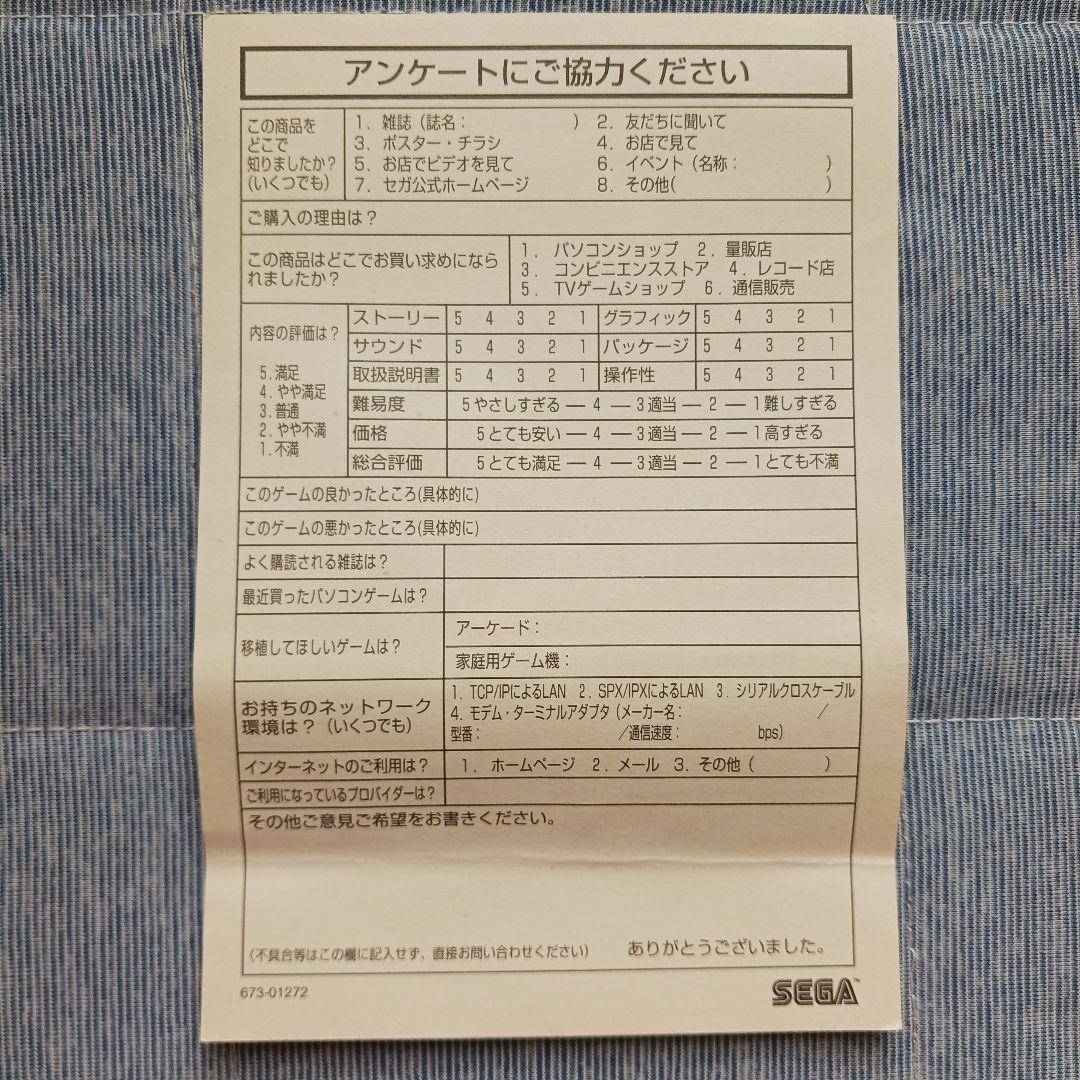 アンケートにご協力ください
この商品を
どこで
知りましたか?
(いくつでも)
1. 雑誌 (誌名: ) 2. 友だちに聞いて
3. ポスター・チラシ 4. お店で見て
5. お店でビデオを見て 6. イベント (名称: )
7. セガ公式ホームページ 8. その他( )
ご購入の理由は?
この商品はどこでお買い求めになら
れましたか?
1. パソコンショップ 2. 量販店
3. コンビニエンスストア 4. レコード店
5. TVゲームショップ 6. 通信販売
内容の評価は?
5.満足
4.やや満足
3.普通
2.やや不満
1.不満
ストーリー 5 4 3 2 1 グラフィック 5 4 3 2 1
サウンド 5 4 3 2 1 パッケージ 5 4 3 2 1
取扱説明書 5 4 3 2 1 操作性 5 4 3 2 1
難易度 5やさしすぎる ― 4 ― 3適当 ― 2 ― 1難しすぎる
価格 5とても安い ― 4 ― 3適当 ― 2 ― 1高すぎる
総合評価 5とても満足 ― 4 ― 3適当 ― 2 ― 1とても不満
このゲームの良かったところ(具体的に)
このゲームの悪かったところ(具体的に)
よく購読される雑誌は?
最近買ったパソコンゲームは?
移植してほしいゲームは?
アーケード:
家庭用ゲーム機:
お持ちのネットワーク
環境は? (いくつでも)
1. TCP/IPによるLAN 2. SPX/IPXによるLAN 3. シリアルクロスケーブル
4. モデム・ターミナルアダプタ (メーカー名: /
型番: /通信速度: bps)
インターネットのご利用は? 1. ホームページ 2. メール 3. その他 ( )
ご利用になっているプロバイダーは?
その他ご意見ご希望をお書きください。
(不具合等はこの欄に記入せず、直接お問い合わせください) ありがとうございました。
673-01272
SEGA™